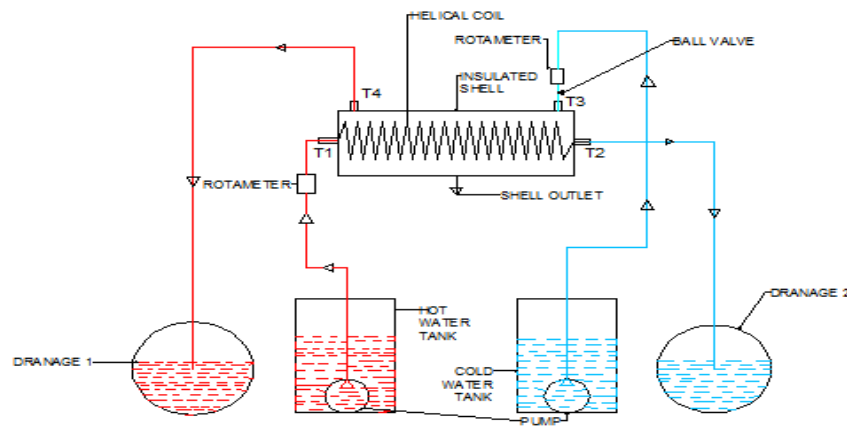 HELICAL COIL
ROTAMETER
BALL VALVE
INSULATED
SHELL
T4
T3
T1
T2
ROTAMETER
SHELL OUTLET
HOT
WATER
TANK
DRANAGE 2
DRANAGE 1
COLD
WATER
TANK
PUMP